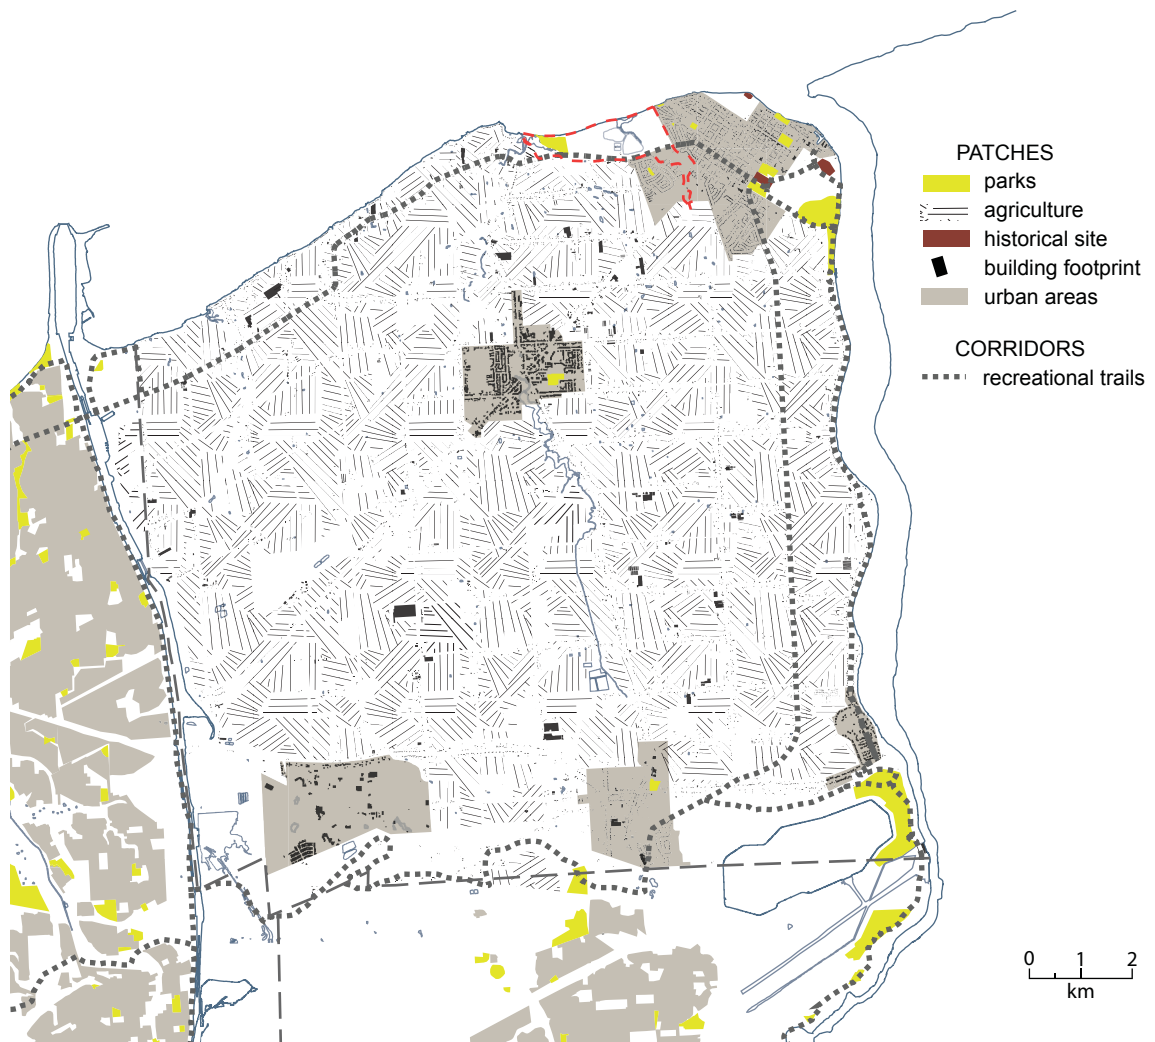 PATCHES
parks
agriculture
historical site
building footprint
urban areas
CORRIDORS
recreational trails
0 1 2
km